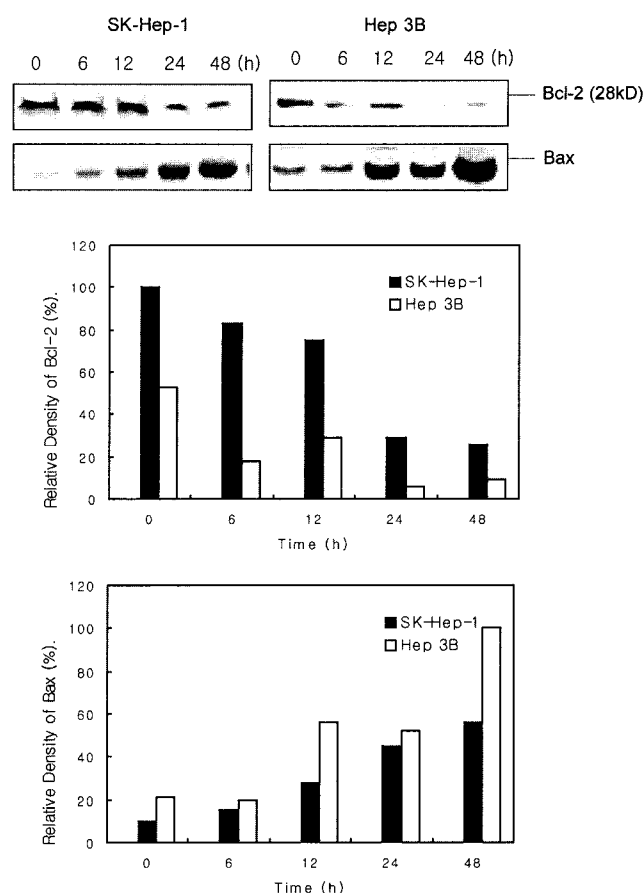 SK-Hep-1 Hep 3B
0 6 12 24 48 (h) 0 6 12 24 48 (h)
Bcl-2 (28kD)
Bax
Relative Density of Bcl-2 (%).
120
100
80
60
40
20
0
SK-Hep-1
Hep 3B
0 6 12 24 48
Time (h)
Relative Density of Bax (%).
120
100
80
60
40
20
0
SK-Hep-1
Hep 3B
0 6 12 24 48
Time (h)